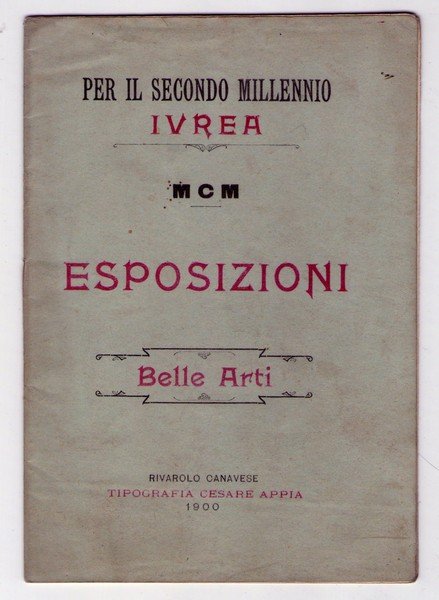 PER IL SECONDO MILLENNIO
IVREA
MCM
ESPOSIZIONI
Belle Arti
RIVAROLO CANAVESE
TIPOGRAFIA CESARE APPIA
1900